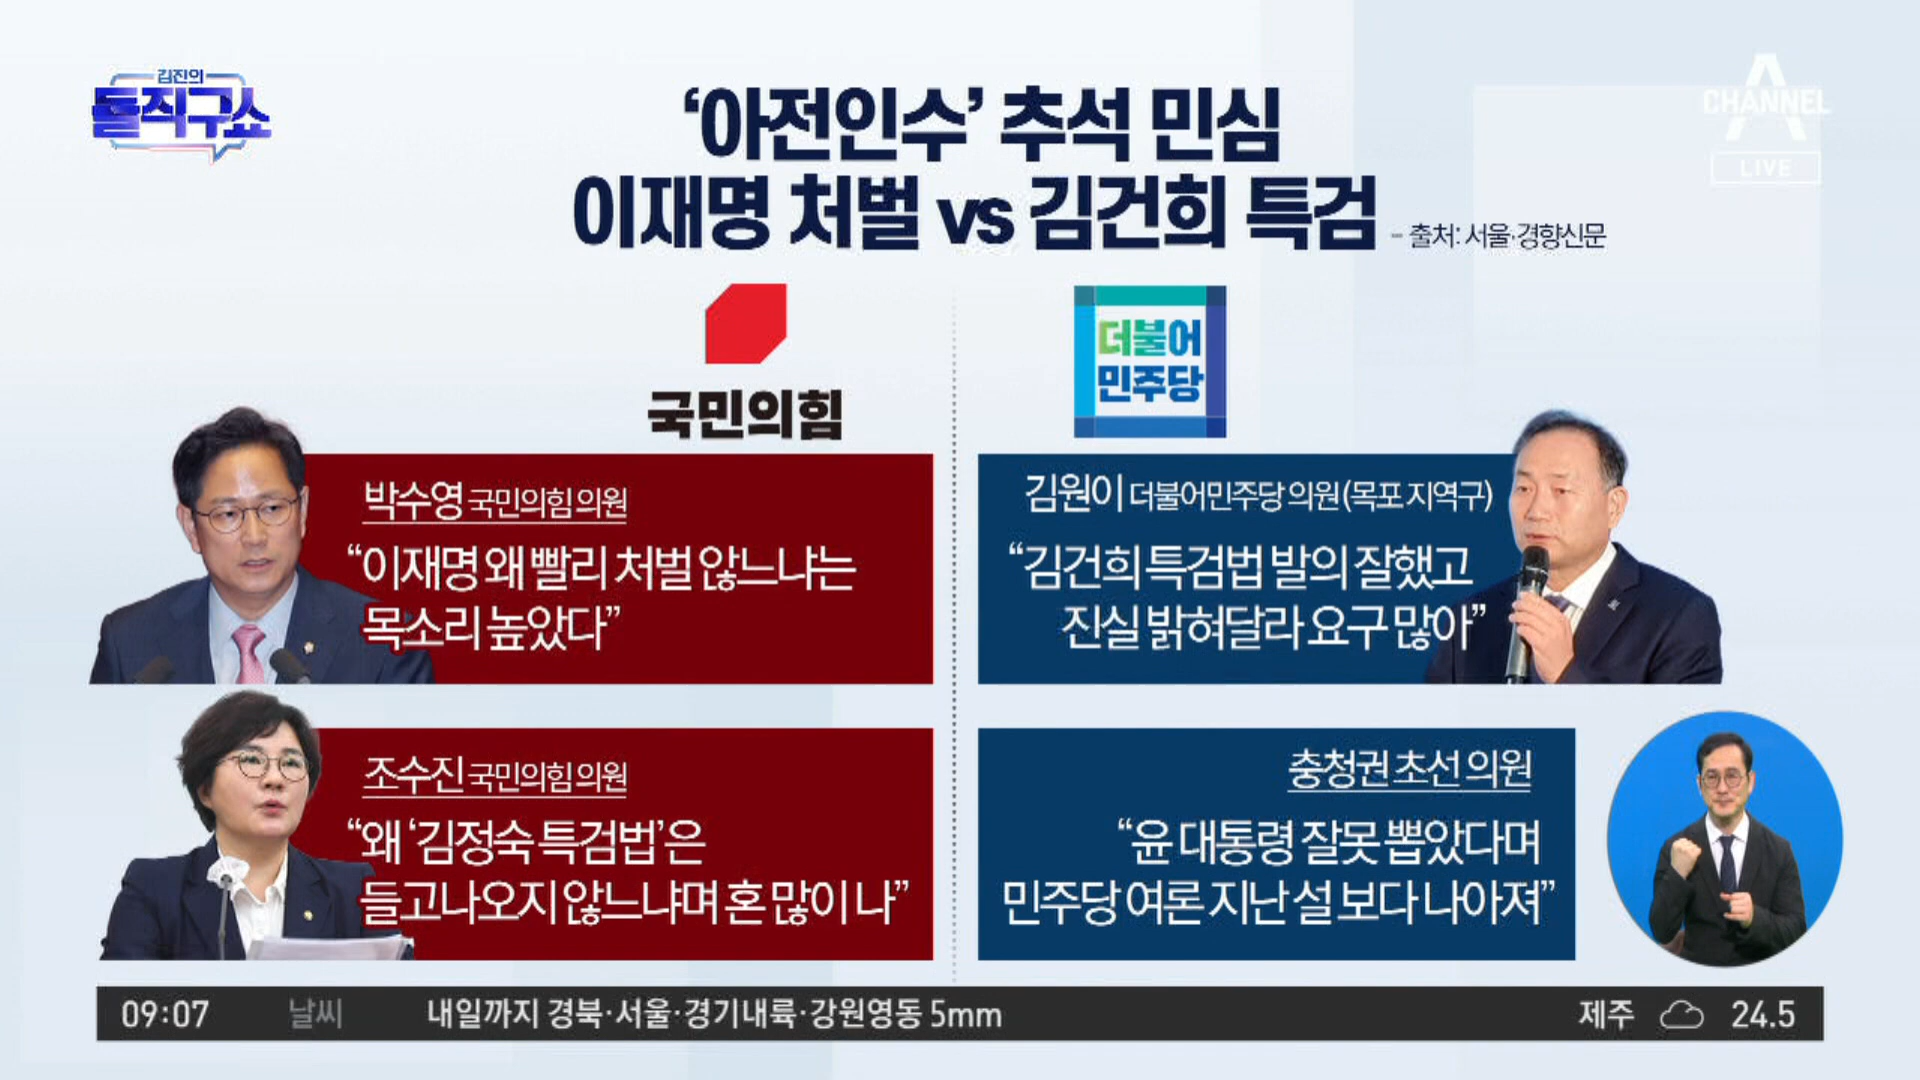 김진의
돌직구쇼
CHANNEL A
LIVE
‘아전인수’ 추석 민심
이재명 처벌 vs 김건희 특검
- 출처: 서울·경향신문
국민의힘
더불어
민주당
박수영 국민의힘 의원
“이재명 왜 빨리 처벌 않느냐는
목소리 높았다”
김원이 더불어민주당 의원(목포 지역구)
“김건희 특검법 발의 잘했고
진실 밝혀달라 요구 많아”
조수진 국민의힘 의원
“왜 ‘김정숙 특검법’은
들고나오지 않느냐며 혼 많이 나”
충청권 초선 의원
“윤 대통령 잘못 뽑았다며
민주당 여론 지난 설 보다 나아져”
09:07 날씨 내일까지 경북·서울·경기내륙·강원영동 5mm 제주 24.5